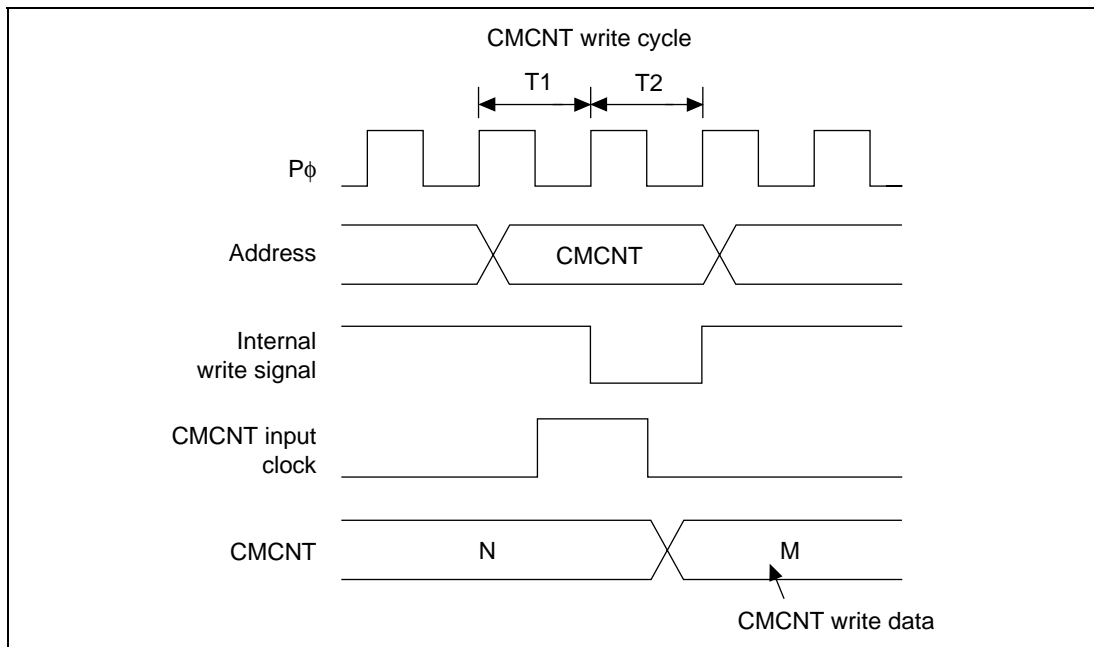 CMCNT write cycle
T1 T2
Pϕ
Address
CMCNT
Internal
write signal
CMCNT input
clock
CMCNT
N
M
CMCNT write data